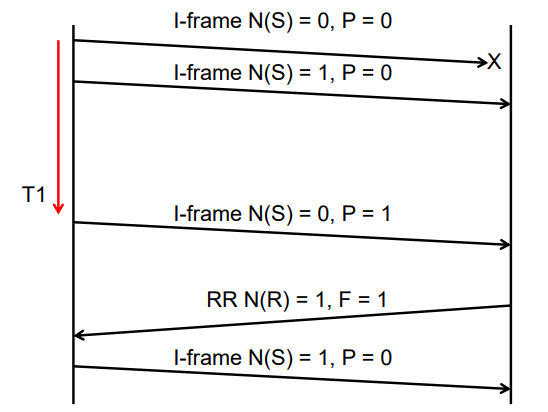 I-frame N(S) = 0, P = 0
X
I-frame N(S) = 1, P = 0
T1
I-frame N(S) = 0, P = 1
RR N(R) = 1, F = 1
I-frame N(S) = 1, P = 0